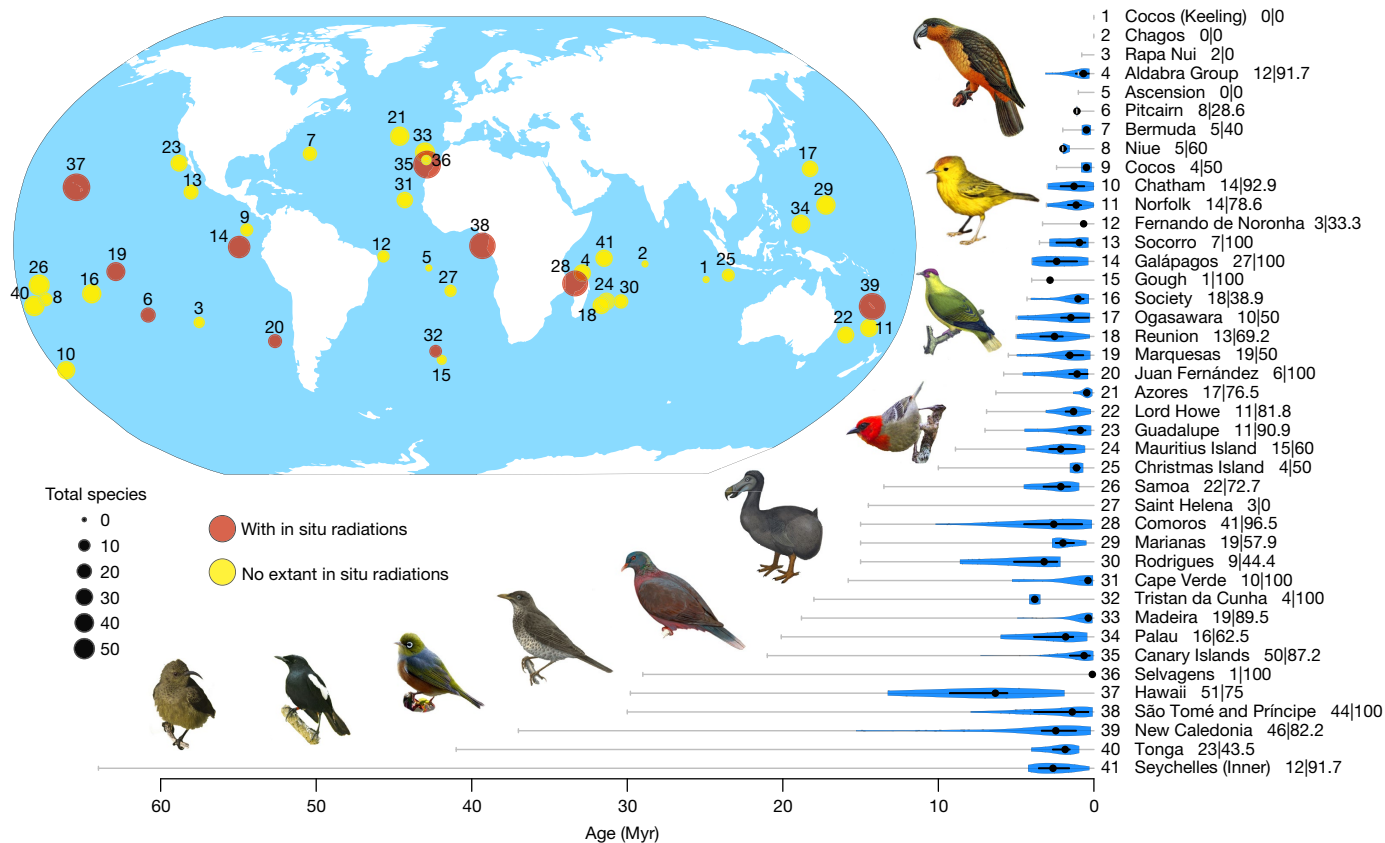 21
33
7
23
17
35
36
37
13
31
29
9
38
34
14
12
41
19
5
4
2
28
1
25
26
16
27
24
30
39
40
8
6
3
18
22
11
20
32
10
15
Total species
0
10
20
30
40
50
With in situ radiations
No extant in situ radiations
1 Cocos (Keeling) 0|0
2 Chagos 0|0
3 Rapa Nui 2|0
4 Aldabra Group 12|91.7
5 Ascension 0|0
6 Pitcairn 8|28.6
7 Bermuda 5|40
8 Niue 5|60
9 Cocos 4|50
10 Chatham 14|92.9
11 Norfolk 14|78.6
12 Fernando de Noronha 3|33.3
13 Socorro 7|100
14 Galápagos 27|100
15 Gough 1|100
16 Society 18|38.9
17 Ogasawara 10|50
18 Reunion 13|69.2
19 Marquesas 19|50
20 Juan Fernández 6|100
21 Azores 17|76.5
22 Lord Howe 11|81.8
23 Guadalupe 11|90.9
24 Mauritius Island 15|60
25 Christmas Island 4|50
26 Samoa 22|72.7
27 Saint Helena 3|0
28 Comoros 41|96.5
29 Marianas 19|57.9
30 Rodrigues 9|44.4
31 Cape Verde 10|100
32 Tristan da Cunha 4|100
33 Madeira 19|89.5
34 Palau 16|62.5
35 Canary Islands 50|87.2
36 Selvagens 1|100
37 Hawaii 51|75
38 São Tomé and Príncipe 44|100
39 New Caledonia 46|82.2
40 Tonga 23|43.5
41 Seychelles (Inner) 12|91.7
60 50 40 30 20 10 0
Age (Myr)